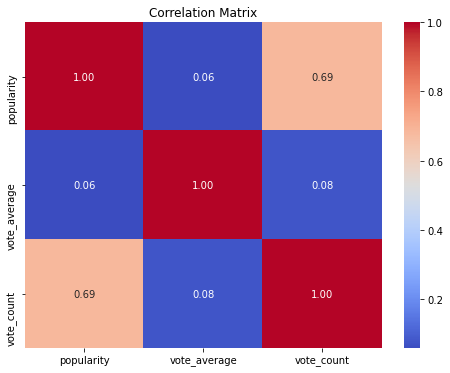 Correlation Matrix
popularity
1.00
0.06
0.69
vote_average
0.06
1.00
0.08
vote_count
0.69
0.08
1.00
popularity
vote_average
vote_count
1.0
0.8
0.6
0.4
0.2